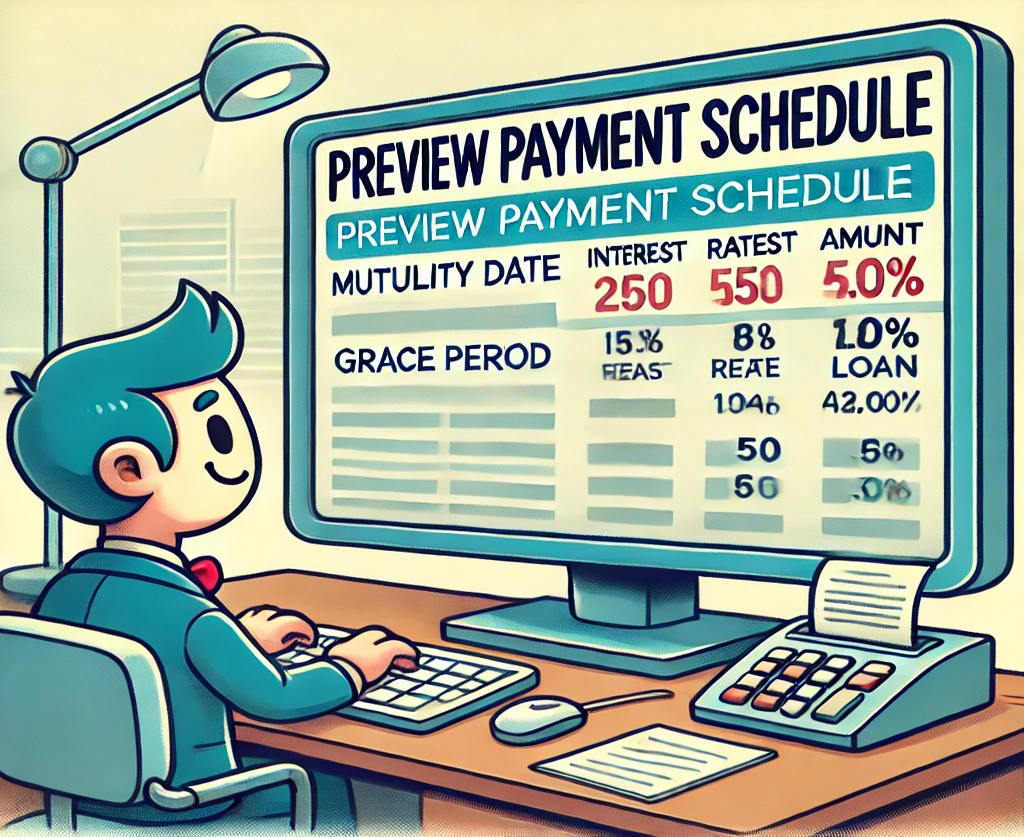 PREVIEW PAYMENT SCHEDULE
PREVIEW PAYMENT SCHEDULE
MUTULITY DATE INTEREST RATEST AMUNT
250 550 5.0%
GRACE PEROD 15.% 8% 1.0%
REAE LOAN
42.00%
50
50